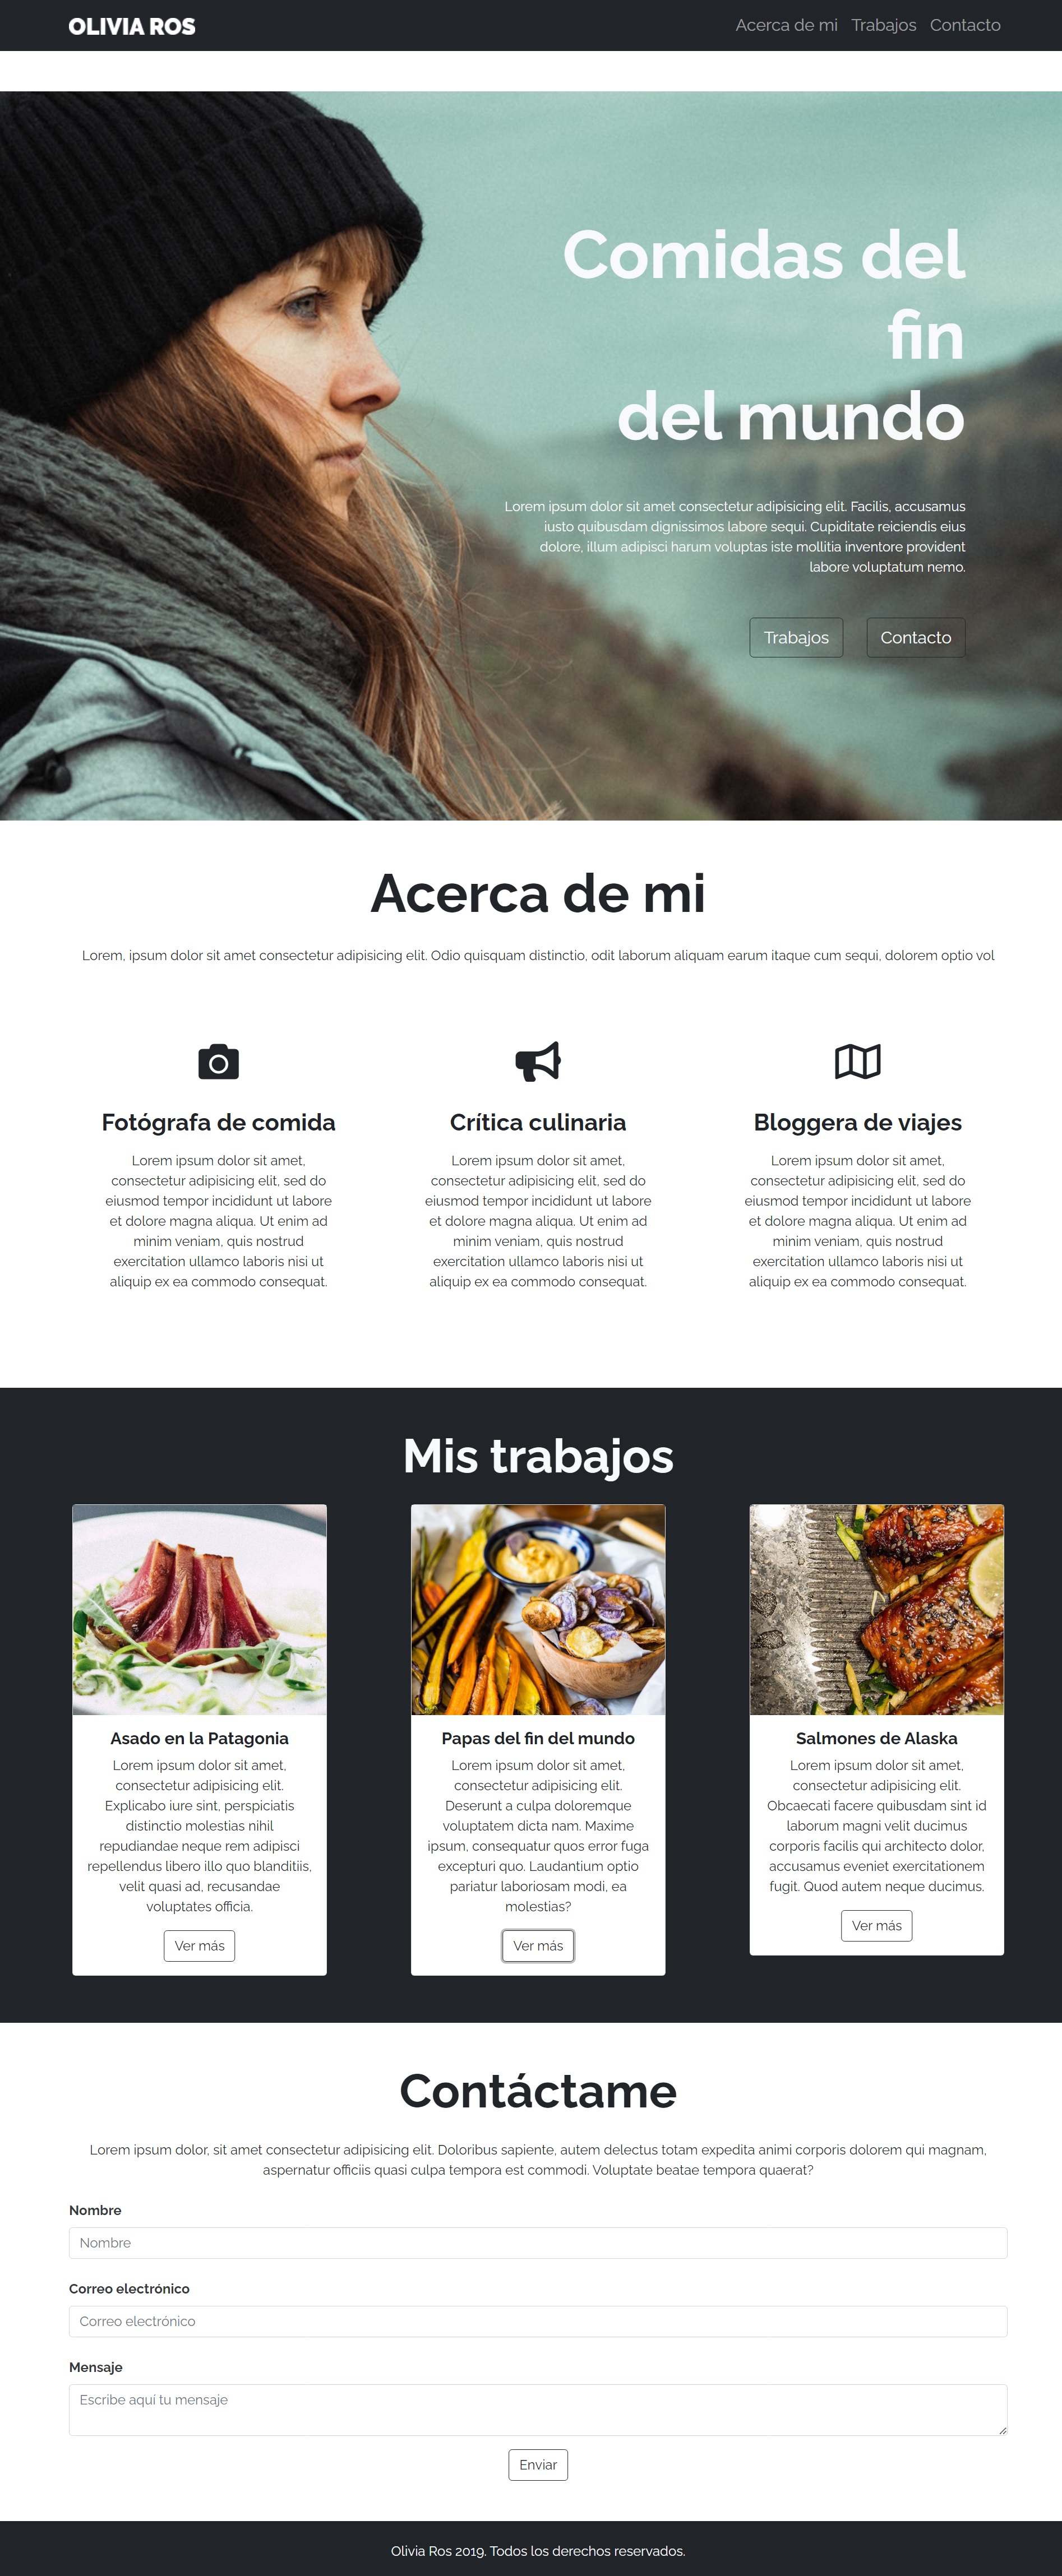 OLIVIA ROS
Acerca de mi Trabajos Contacto
Comidas del
fin
del mundo
Lorem ipsum dolor sit amet consectetur adipisicing elit. Facilis, accusamus
iusto quibusdam dignissimos labore sequi. Cupiditate reiciendis eius
dolore, illum adipisci harum voluptas iste mollitia inventore provident
labore voluptatum nemo.
Trabajos Contacto
Acerca de mi
Lorem, ipsum dolor sit amet consectetur adipisicing elit. Odio quisquam distinctio, odit laborum aliquam earum itaque cum sequi, dolorem optio vol
Fotógrafa de comida
Lorem ipsum dolor sit amet,
consectetur adipisicing elit, sed do
eiusmod tempor incididunt ut labore
et dolore magna aliqua. Ut enim ad
minim veniam, quis nostrud
exercitation ullamco laboris nisi ut
aliquip ex ea commodo consequat.
Crítica culinaria
Lorem ipsum dolor sit amet,
consectetur adipisicing elit, sed do
eiusmod tempor incididunt ut labore
et dolore magna aliqua. Ut enim ad
minim veniam, quis nostrud
exercitation ullamco laboris nisi ut
aliquip ex ea commodo consequat.
Bloggera de viajes
Lorem ipsum dolor sit amet,
consectetur adipisicing elit, sed do
eiusmod tempor incididunt ut labore
et dolore magna aliqua. Ut enim ad
minim veniam, quis nostrud
exercitation ullamco laboris nisi ut
aliquip ex ea commodo consequat.
Mis trabajos
Asado en la Patagonia
Lorem ipsum dolor sit amet,
consectetur adipisicing elit.
Explicabo iure sint, perspiciatis
distinctio molestias nihil
repudiandae neque rem adipisci
repellendus libero illo quo blanditiis,
velit quasi ad, recusandae
voluptates officia.
Ver más
Papas del fin del mundo
Lorem ipsum dolor sit amet,
consectetur adipisicing elit.
Deserunt a culpa doloremque
voluptatem dicta nam. Maxime
ipsum, consequatur quos error fuga
excepturi quo. Laudantium optio
pariatur laboriosam modi, ea
molestias?
Ver más
Salmones de Alaska
Lorem ipsum dolor sit amet,
consectetur adipisicing elit.
Obcaecati facere quibusdam sint id
laborum magni velit ducimus
corporis facilis qui architecto dolor,
accusamus eveniet exercitationem
fugit. Quod autem neque ducimus.
Ver más
Contáctame
Lorem ipsum dolor, sit amet consectetur adipisicing elit. Doloribus sapiente, autem delectus totam expedita animi corporis dolorem qui magnam,
aspernatur officiis quasi culpa tempora est commodi. Voluptate beatae tempora quaerat?
Nombre
Nombre
Correo electrónico
Correo electrónico
Mensaje
Escribe aquí tu mensaje
Enviar
Olivia Ros 2019. Todos los derechos reservados.